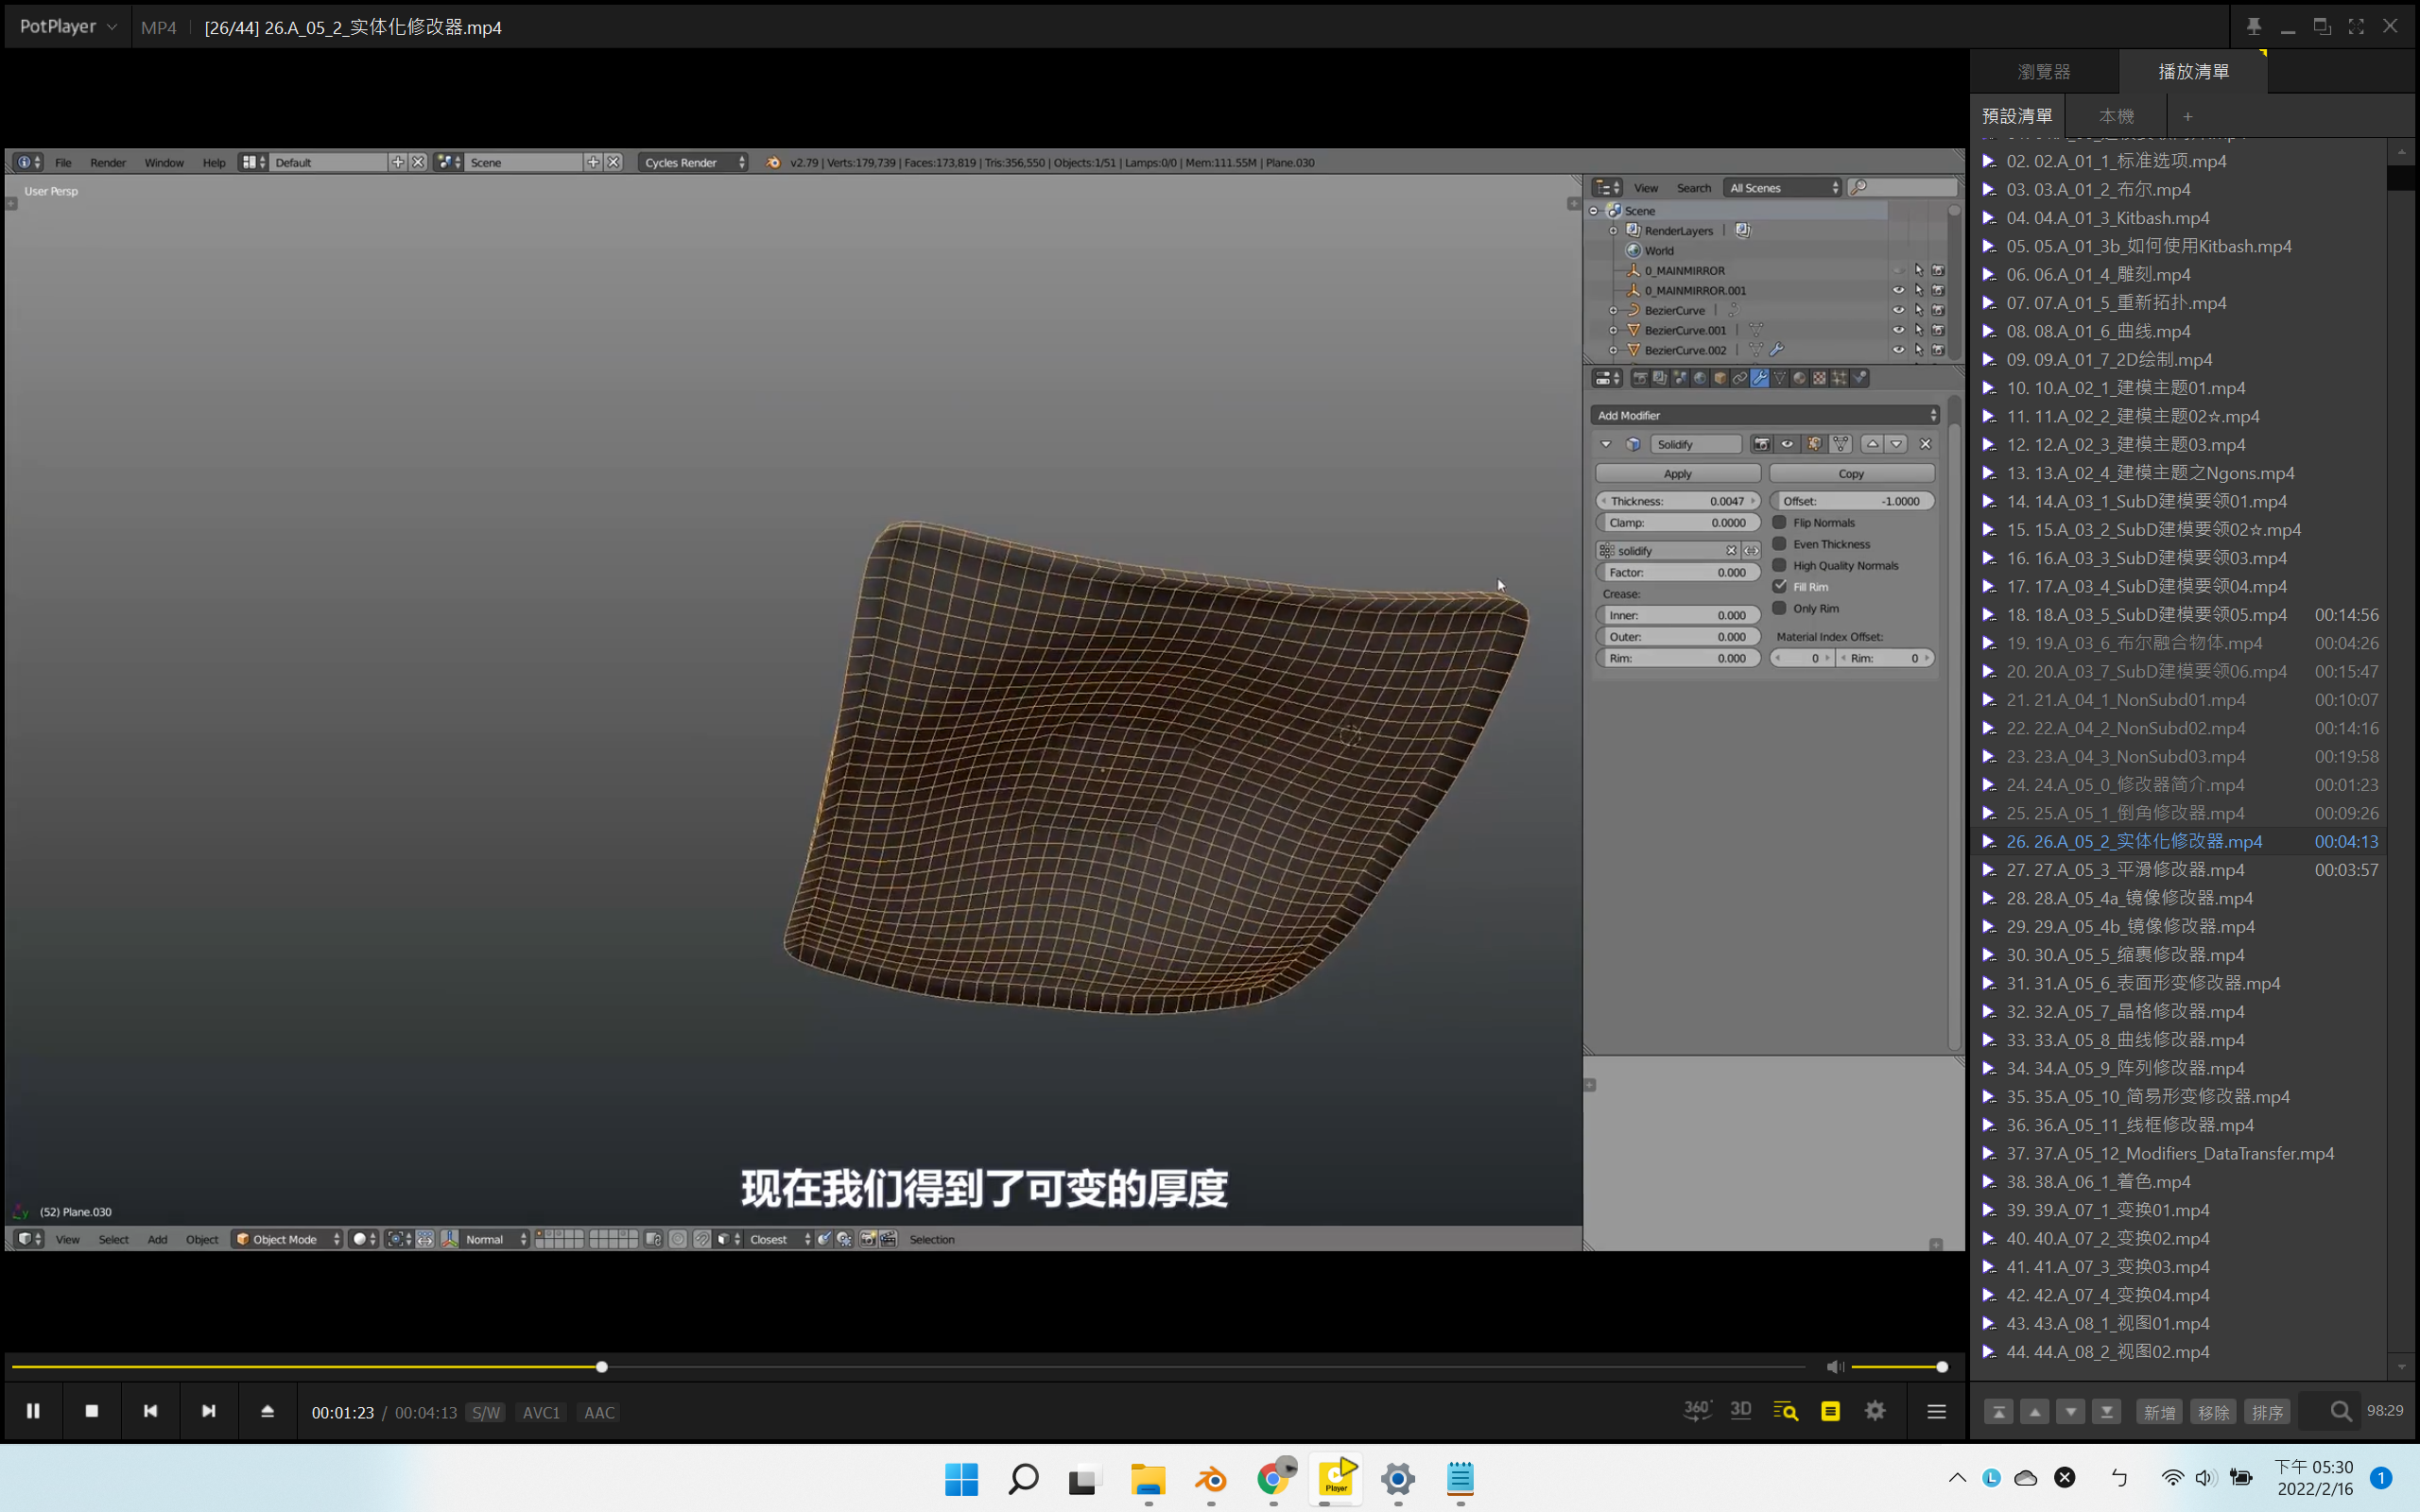 PotPlayer MP4 [26/44] 26.A_05_2_实体化修改器.mp4
瀏覽器 播放清單
預設清單 本機 +
File Render Window Help Default Scene Cycles Render v2.79 | Verts:179,739 | Faces:173,819 | Tris:356,550 | Objects:1/51 | Lamps:0/0 | Mem:111.55M | Plane.030
User Persp
View Search All Scenes
Scene
RenderLayers
World
0_MAINMIRROR
0_MAINMIRROR.001
BezierCurve
BezierCurve.001
BezierCurve.002
Add Modifier
Solidify
Apply Copy
Thickness: 0.0047 Offset: -1.0000
Clamp: 0.0000 Flip Normals
solidify Even Thickness
Factor: 0.000 High Quality Normals
Crease: Fill Rim
Inner: 0.000 Only Rim
Outer: 0.000 Material Index Offset:
Rim: 0.000 0 Rim: 0
现在我们得到了可变的厚度
(52) Plane.030
View Select Add Object Object Mode Normal Closest Selection
02. 02.A_01_1_标准选项.mp4
03. 03.A_01_2_布尔.mp4
04. 04.A_01_3_Kitbash.mp4
05. 05.A_01_3b_如何使用Kitbash.mp4
06. 06.A_01_4_雕刻.mp4
07. 07.A_01_5_重新拓扑.mp4
08. 08.A_01_6_曲线.mp4
09. 09.A_01_7_2D绘制.mp4
10. 10.A_02_1_建模主题01.mp4
11. 11.A_02_2_建模主题02☆.mp4
12. 12.A_02_3_建模主题03.mp4
13. 13.A_02_4_建模主题之Ngons.mp4
14. 14.A_03_1_SubD建模要领01.mp4
15. 15.A_03_2_SubD建模要领02☆.mp4
16. 16.A_03_3_SubD建模要领03.mp4
17. 17.A_03_4_SubD建模要领04.mp4
18. 18.A_03_5_SubD建模要领05.mp4 00:14:56
19. 19.A_03_6_布尔融合物体.mp4 00:04:26
20. 20.A_03_7_SubD建模要领06.mp4 00:15:47
21. 21.A_04_1_NonSubd01.mp4 00:10:07
22. 22.A_04_2_NonSubd02.mp4 00:14:16
23. 23.A_04_3_NonSubd03.mp4 00:19:58
24. 24.A_05_0_修改器简介.mp4 00:01:23
25. 25.A_05_1_倒角修改器.mp4 00:09:26
26. 26.A_05_2_实体化修改器.mp4 00:04:13
27. 27.A_05_3_平滑修改器.mp4 00:03:57
28. 28.A_05_4a_镜像修改器.mp4
29. 29.A_05_4b_镜像修改器.mp4
30. 30.A_05_5_缩裹修改器.mp4
31. 31.A_05_6_表面形变修改器.mp4
32. 32.A_05_7_晶格修改器.mp4
33. 33.A_05_8_曲线修改器.mp4
34. 34.A_05_9_阵列修改器.mp4
35. 35.A_05_10_简易形变修改器.mp4
36. 36.A_05_11_线框修改器.mp4
37. 37.A_05_12_Modifiers_DataTransfer.mp4
38. 38.A_06_1_着色.mp4
39. 39.A_07_1_变换01.mp4
40. 40.A_07_2_变换02.mp4
41. 41.A_07_3_变换03.mp4
42. 42.A_07_4_变换04.mp4
43. 43.A_08_1_视图01.mp4
44. 44.A_08_2_视图02.mp4
00:01:23 / 00:04:13 S/W AVC1 AAC 360° 3D
新增 移除 排序 98:29
Player
L ㄣ
下午 05:30
2022/2/16
1